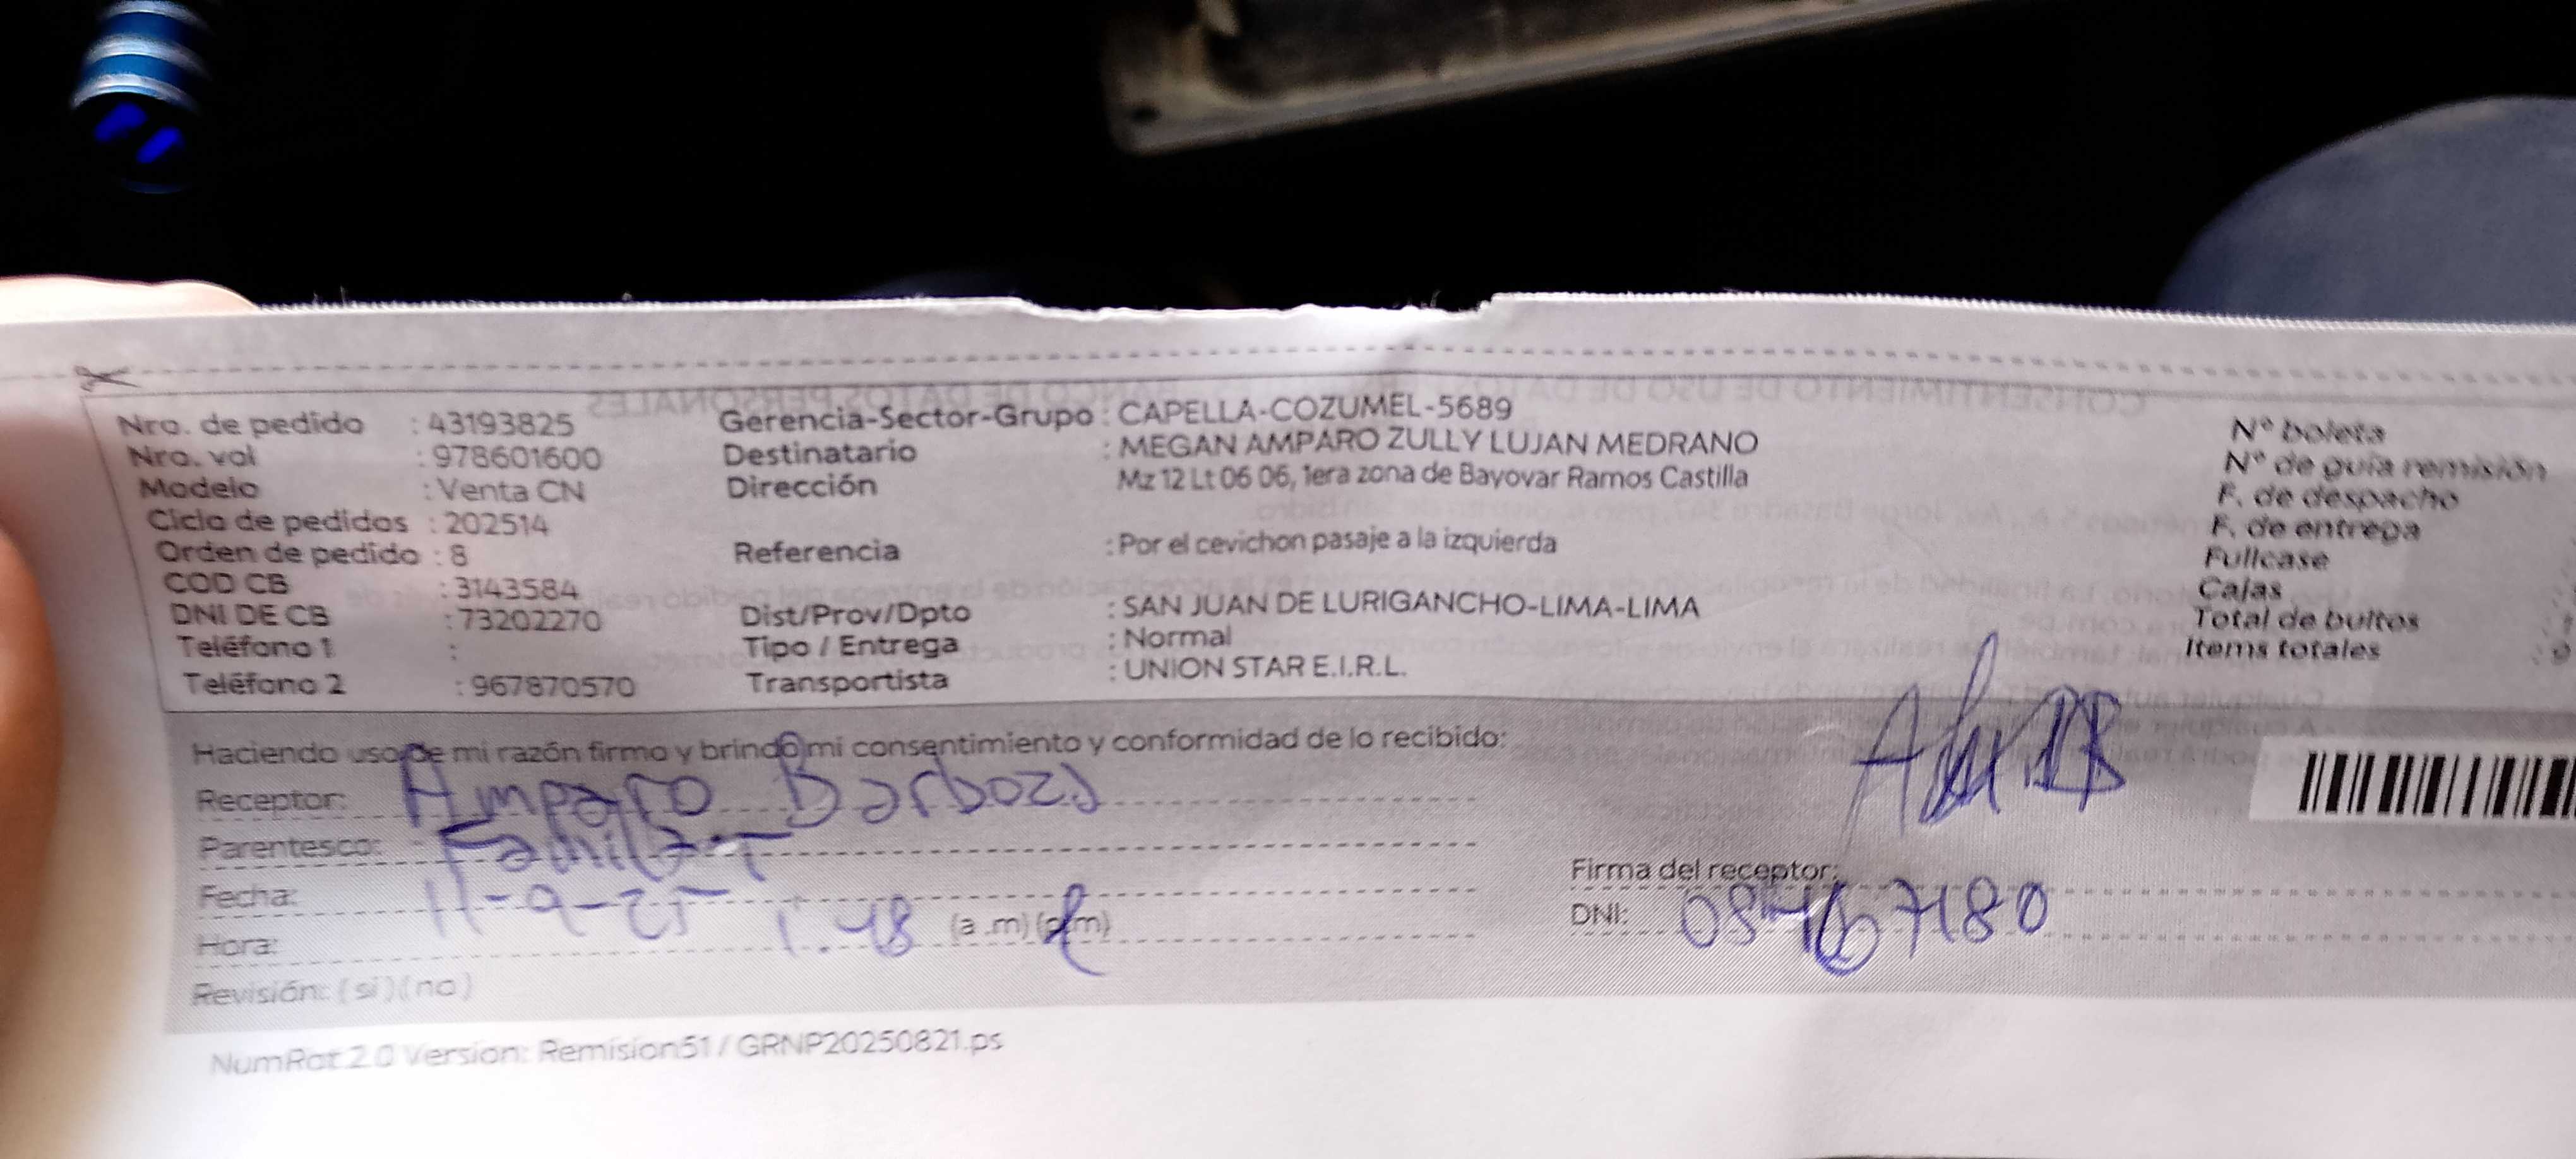 Nro. de pedido : 43193825 Gerencia-Sector-Grupo : CAPELLA-COZUMEL-5689 N° boleta
Nro. val : 978601600 Destinatario : MEGAN AMPARO ZULLY LUJAN MEDRANO N° de guía remisión
Modelo : Venta CN Dirección Mz 12 Lt 06 06, 1era zona de Bayovar Ramos Castilla F. de despacho
Ciclo de pedidos : 202514 F. de entrega
Orden de pedido : 8 Referencia : Por el cevichon pasaje a la izquierda Fullcase
COD CB : 3143584 Cajas
DNI DE CB : 73202270 Dist/Prov/Dpto : SAN JUAN DE LURIGANCHO-LIMA-LIMA Total de bultos
Teléfono 1 : Tipo / Entrega : Normal Items totales
Teléfono 2 : 967870570 Transportista : UNION STAR E.I.R.L.
Haciendo uso de mi razón firmo y brindo mi consentimiento y conformidad de lo recibido:
Receptor: Amparo Barboza
Parentesco: Familiar
Fecha: 11-9-25
Hora: 1.48 (a .m) (p.m)
Revisión: ( si ) ( no )
Firma del receptor:
DNI:
NumRot 2.0 Version: Remision51 / GRNP20250821.ps